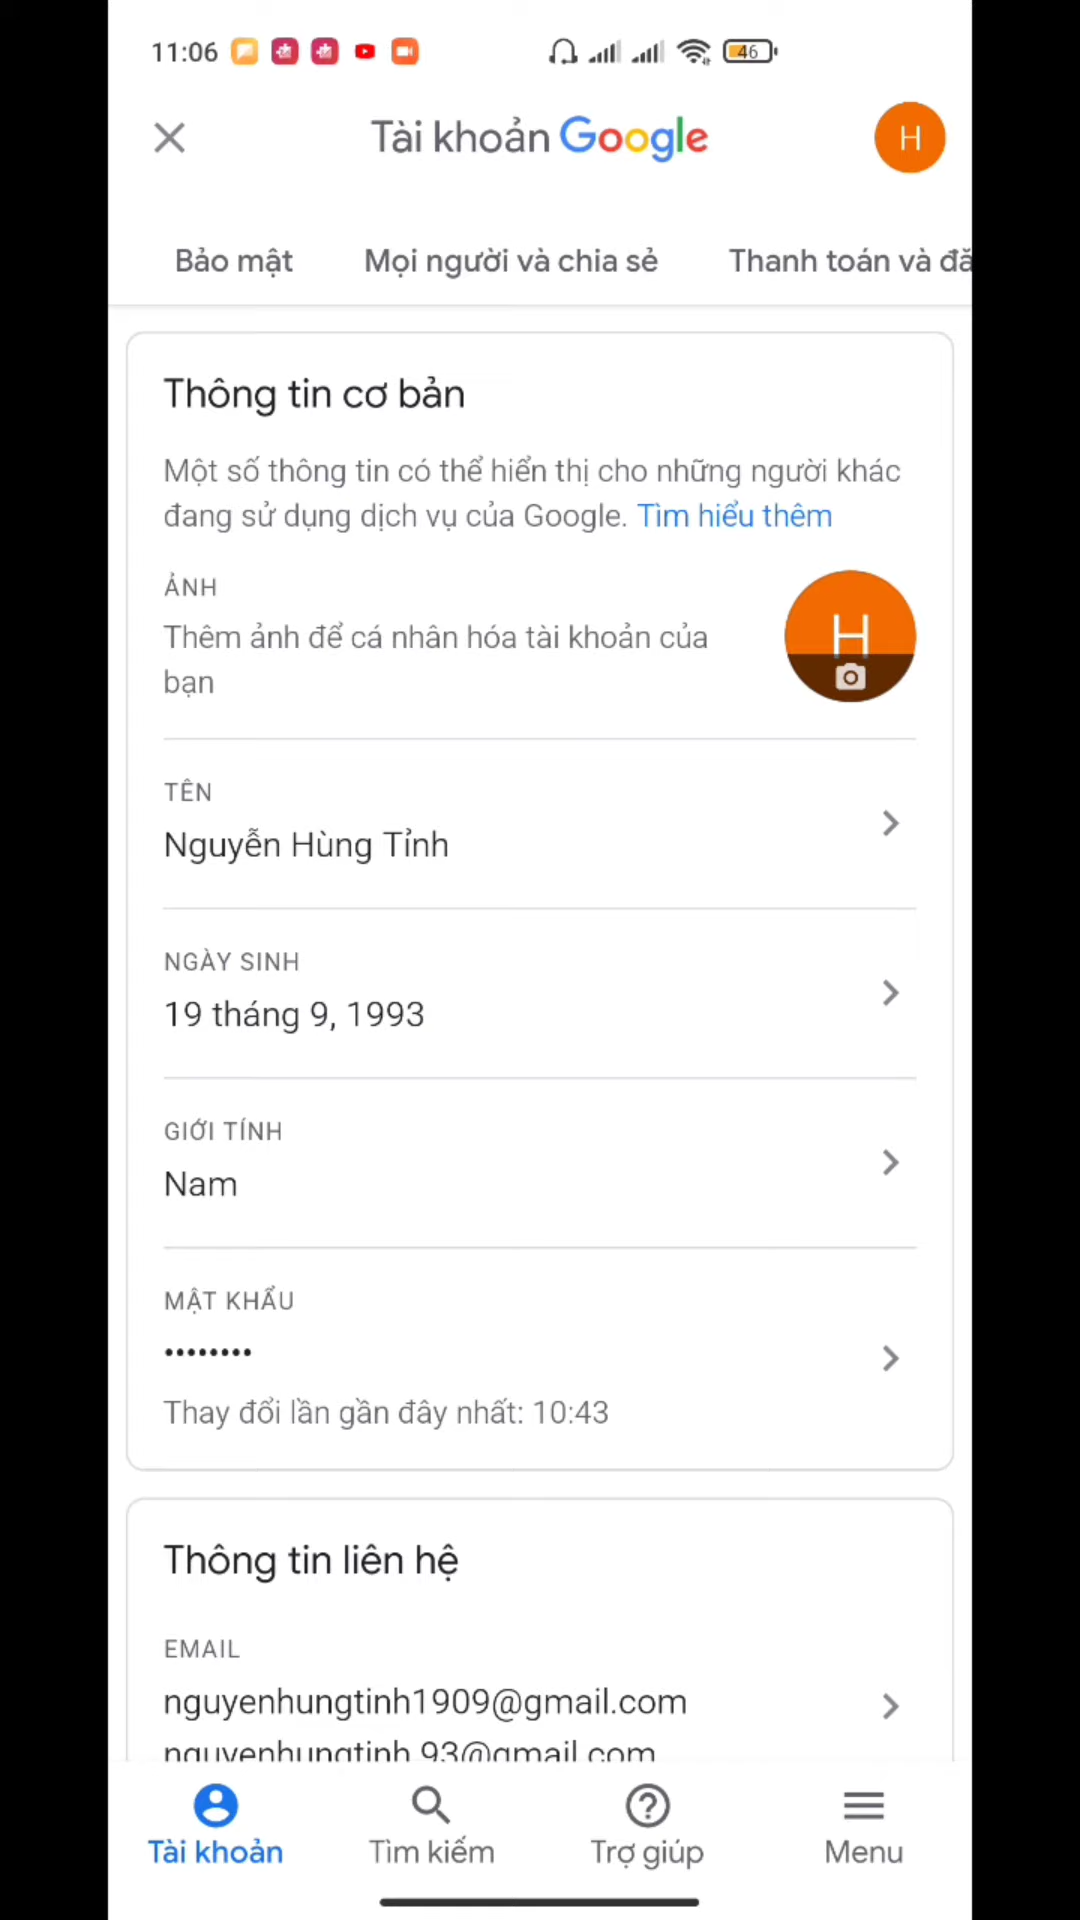 11:06
46
Tài khoản Google
H
Bảo mật Mọi người và chia sẻ Thanh toán và đă
Thông tin cơ bản
Một số thông tin có thể hiển thị cho những người khác
đang sử dụng dịch vụ của Google. Tìm hiểu thêm
ẢNH
Thêm ảnh để cá nhân hóa tài khoản của
bạn
H
TÊN
Nguyễn Hùng Tỉnh
NGÀY SINH
19 tháng 9, 1993
GIỚI TÍNH
Nam
MẬT KHẨU
••••••••
Thay đổi lần gần đây nhất: 10:43
Thông tin liên hệ
EMAIL
nguyenhungtinh1909@gmail.com
nguyenhungtinh.93@gmail.com
Tài khoản Tìm kiếm Trợ giúp Menu